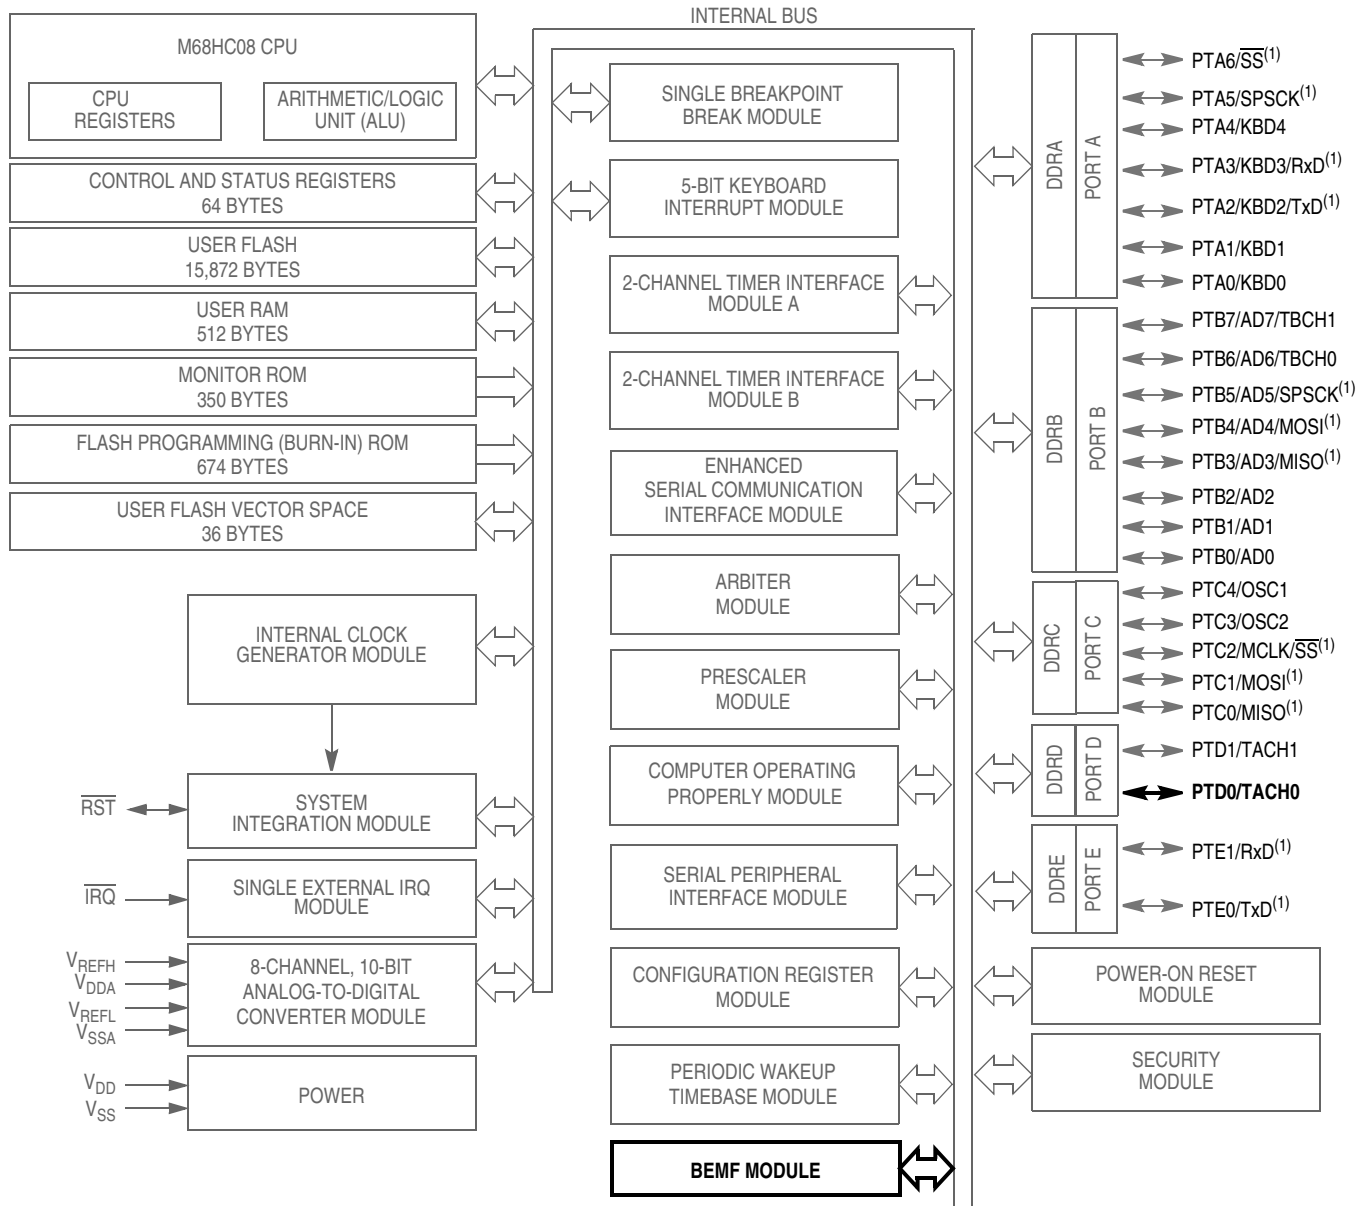 INTERNAL BUS
M68HC08 CPU
CPU
REGISTERS
ARITHMETIC/LOGIC
UNIT (ALU)
CONTROL AND STATUS REGISTERS
64 BYTES
USER FLASH
15,872 BYTES
USER RAM
512 BYTES
MONITOR ROM
350 BYTES
FLASH PROGRAMMING (BURN-IN) ROM
674 BYTES
USER FLASH VECTOR SPACE
36 BYTES
INTERNAL CLOCK
GENERATOR MODULE
RST
SYSTEM
INTEGRATION MODULE
IRQ
SINGLE EXTERNAL IRQ
MODULE
VREFH
VDDA
VREFL
VSSA
8-CHANNEL, 10-BIT
ANALOG-TO-DIGITAL
CONVERTER MODULE
VDD
VSS
POWER
SINGLE BREAKPOINT
BREAK MODULE
5-BIT KEYBOARD
INTERRUPT MODULE
2-CHANNEL TIMER INTERFACE
MODULE A
2-CHANNEL TIMER INTERFACE
MODULE B
ENHANCED
SERIAL COMMUNICATION
INTERFACE MODULE
ARBITER
MODULE
PRESCALER
MODULE
COMPUTER OPERATING
PROPERLY MODULE
SERIAL PERIPHERAL
INTERFACE MODULE
CONFIGURATION REGISTER
MODULE
PERIODIC WAKEUP
TIMEBASE MODULE
BEMF MODULE
DDRA
PORT A
PTA6/SS(1)
PTA5/SPSCK(1)
PTA4/KBD4
PTA3/KBD3/RxD(1)
PTA2/KBD2/TxD(1)
PTA1/KBD1
PTA0/KBD0
DDRB
PORT B
PTB7/AD7/TBCH1
PTB6/AD6/TBCH0
PTB5/AD5/SPSCK(1)
PTB4/AD4/MOSI(1)
PTB3/AD3/MISO(1)
PTB2/AD2
PTB1/AD1
PTB0/AD0
DDRC
PORT C
PTC4/OSC1
PTC3/OSC2
PTC2/MCLK/SS(1)
PTC1/MOSI(1)
PTC0/MISO(1)
DDRD
PORT D
PTD1/TACH1
PTD0/TACH0
DDRE
PORT E
PTE1/RxD(1)
PTE0/TxD(1)
POWER-ON RESET
MODULE
SECURITY
MODULE